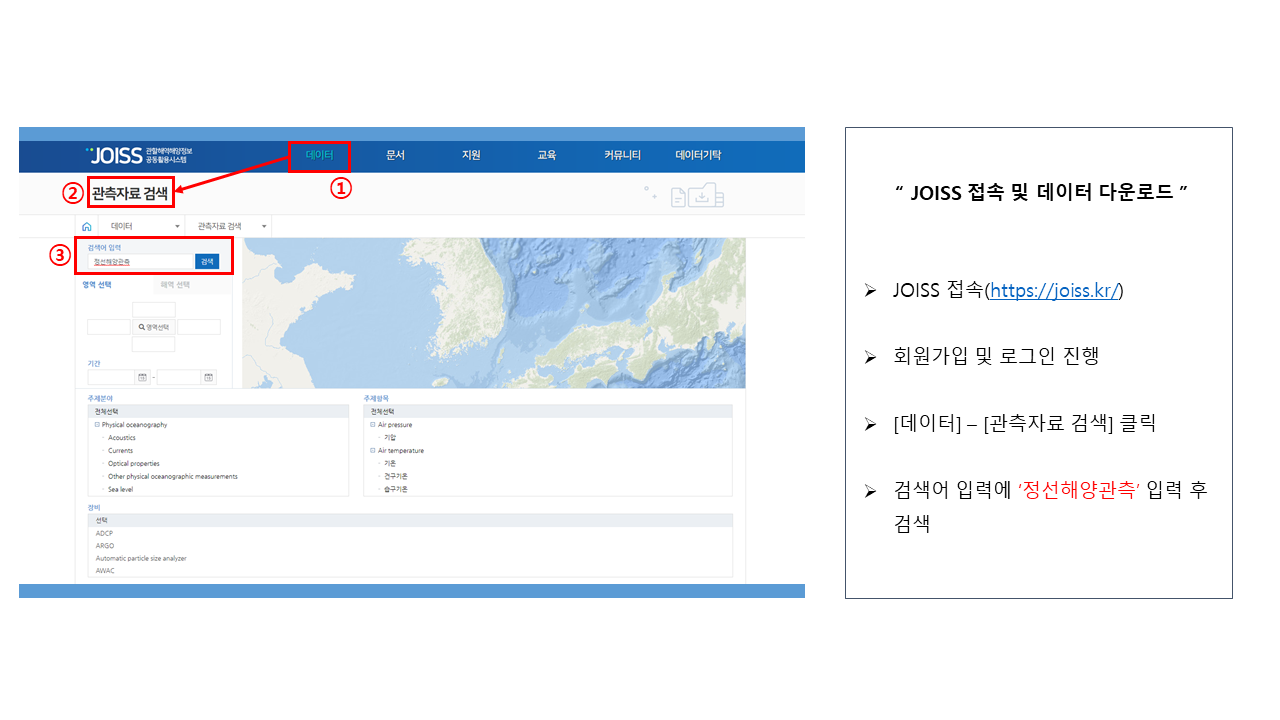 JOISS 관할해역해양정보
공동활용시스템
데이터 문서 지원 교육 커뮤니티 데이터기탁
①
② 관측자료 검색
데이터 관측자료 검색
③ 검색어 입력
정선해양관측 검색
영역 선택 해역 선택
영역선택
기간
-
주제분야
전체선택
Physical oceanography
Acoustics
Currents
Optical properties
Other physical oceanographic measurements
Sea level
주제항목
전체선택
Air pressure
기압
Air temperature
기온
건구기온
습구기온
장비
선택
ADCP
ARGO
Automatic particle size analyzer
AWAC
“ JOISS 접속 및 데이터 다운로드 ”
➢ JOISS 접속(https://joiss.kr/)
➢ 회원가입 및 로그인 진행
➢ [데이터] – [관측자료 검색] 클릭
➢ 검색어 입력에 ‘정선해양관측’ 입력 후
검색